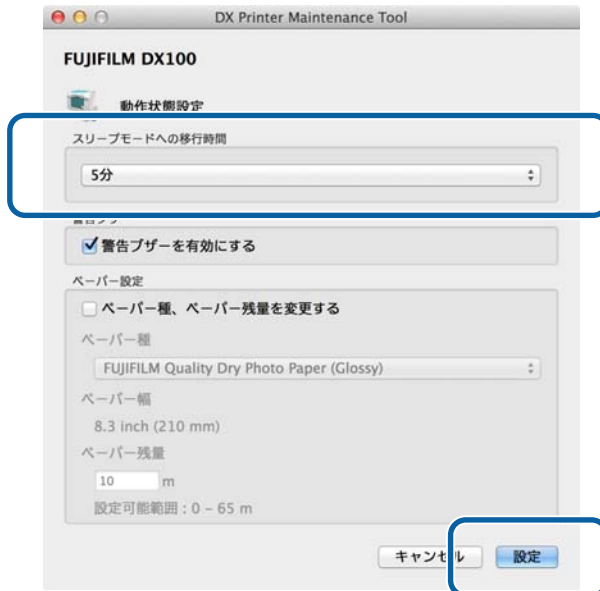 DX Printer Maintenance Tool
FUJIFILM DX100
動作状態設定
スリープモードへの移行時間
5分
警告ブザー
警告ブザーを有効にする
ペーパー設定
ペーパー種、ペーパー残量を変更する
ペーパー種
FUJIFILM Quality Dry Photo Paper (Glossy)
ペーパー幅
8.3 inch (210 mm)
ペーパー残量
10 m
設定可能範囲：0 – 65 m
キャンセル 設定